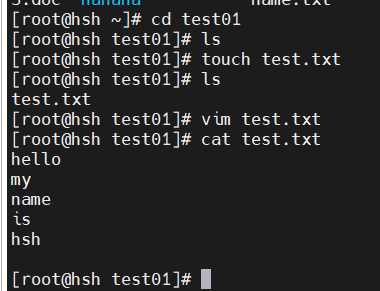 3.doc hahaha name.txt
[root@hsh ~]# cd test01
[root@hsh test01]# ls
[root@hsh test01]# touch test.txt
[root@hsh test01]# ls
test.txt
[root@hsh test01]# vim test.txt
[root@hsh test01]# cat test.txt
hello
my
name
is
hsh
[root@hsh test01]#